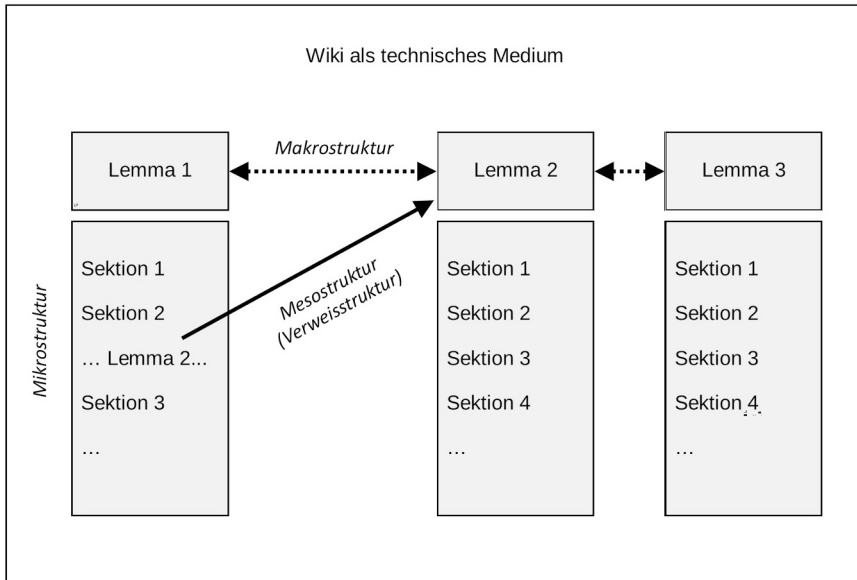 Wiki als technisches Medium
Lemma 1
Makrostruktur
Lemma 2
Lemma 3
Mikrostruktur
Sektion 1
Sektion 2
… Lemma 2...
Sektion 3
…
Mesostruktur
(Verweisstruktur)
Sektion 1
Sektion 2
Sektion 3
Sektion 4
…
Sektion 1
Sektion 2
Sektion 3
Sektion 4
…